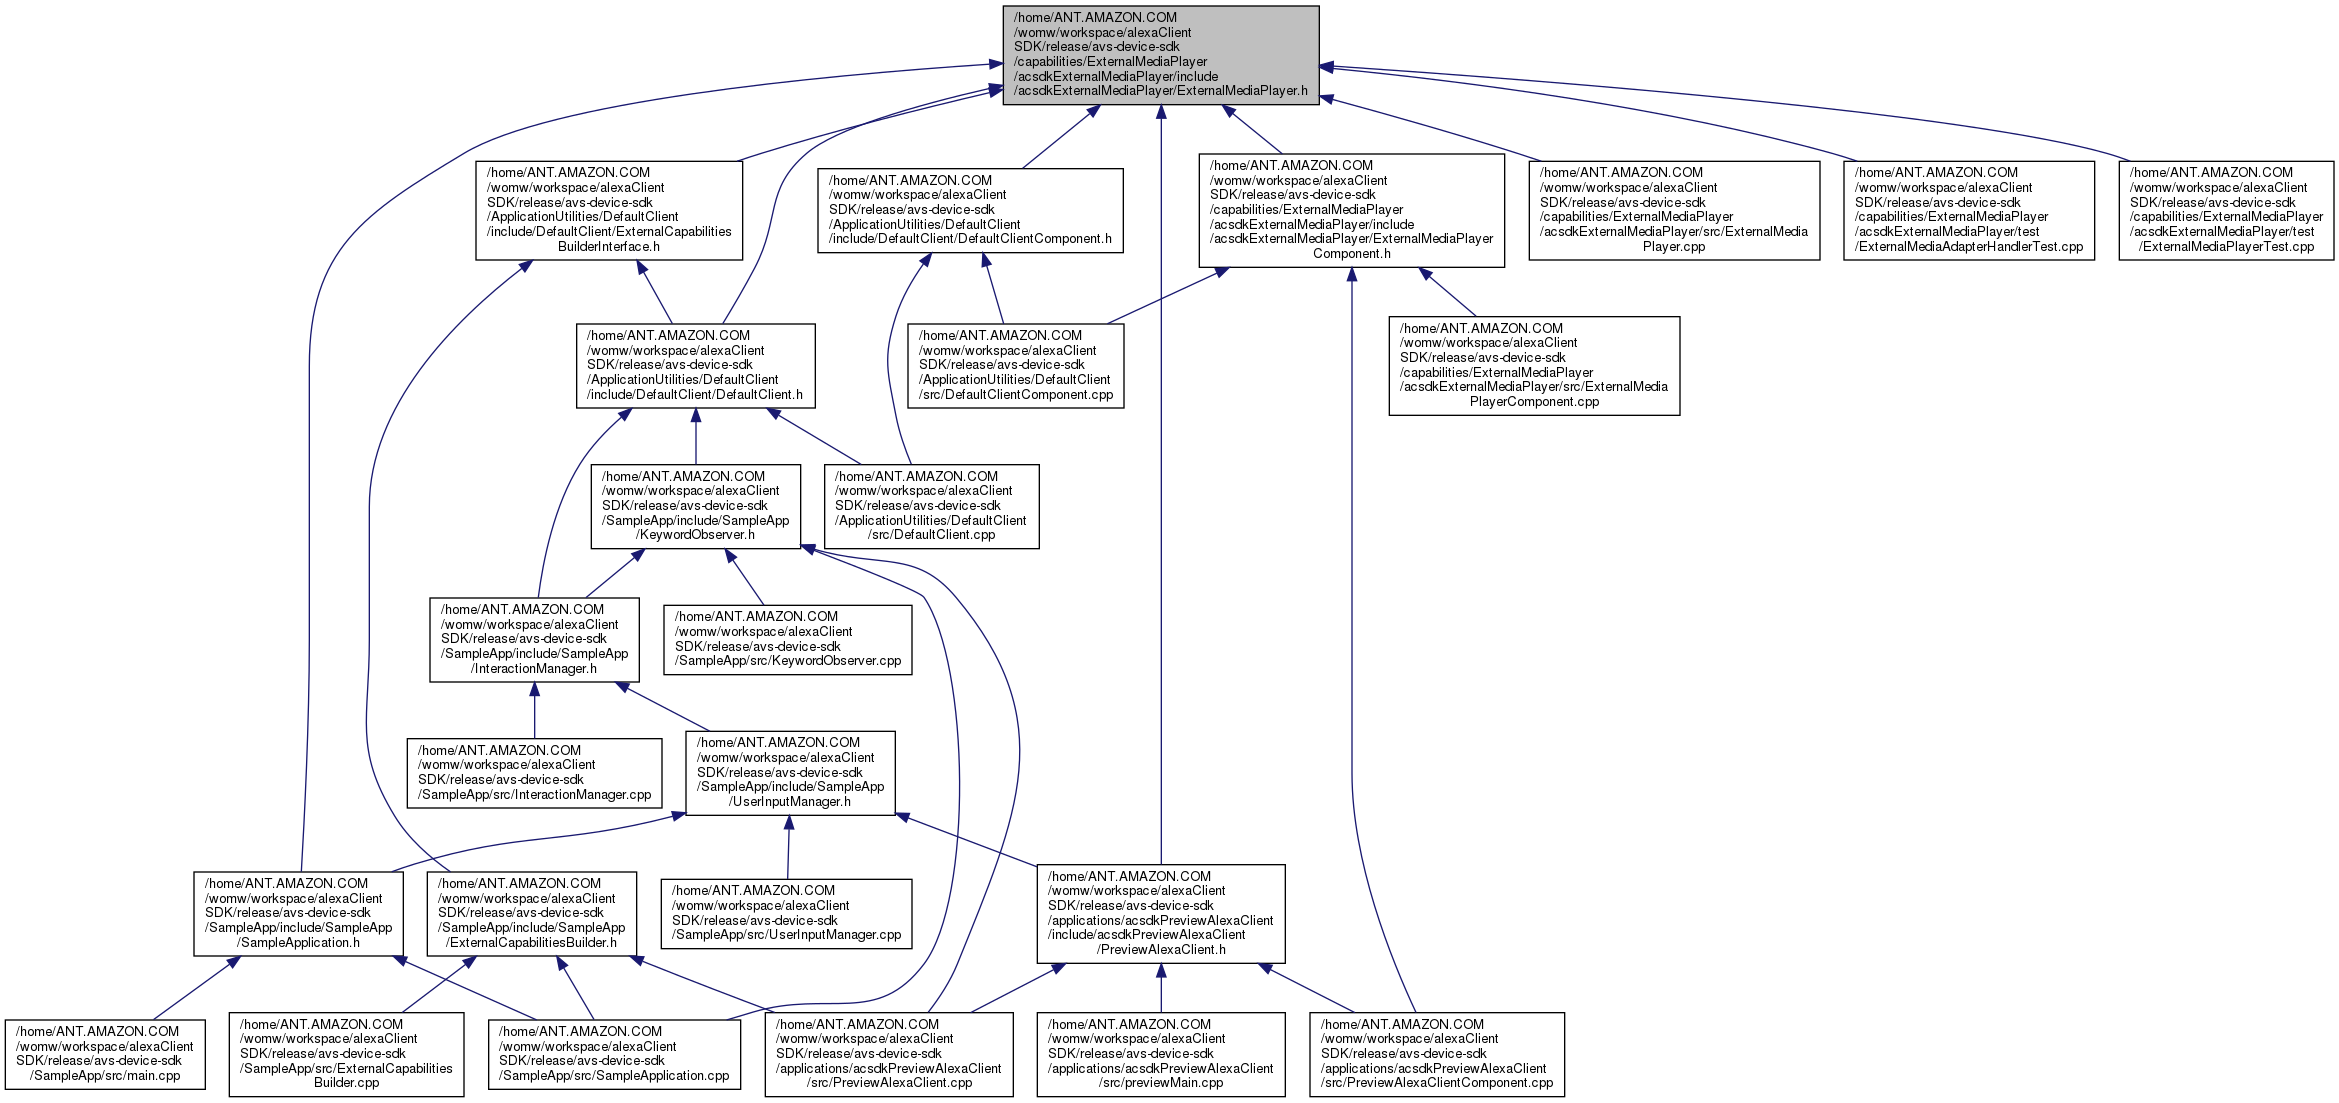 /home/ANT.AMAZON.COM
/womw/workspace/alexaClient
SDK/release/avs-device-sdk
/capabilities/ExternalMediaPlayer
/acsdkExternalMediaPlayer/include
/acsdkExternalMediaPlayer/ExternalMediaPlayer.h
/home/ANT.AMAZON.COM
/womw/workspace/alexaClient
SDK/release/avs-device-sdk
/ApplicationUtilities/DefaultClient
/include/DefaultClient/ExternalCapabilities
BuilderInterface.h
/home/ANT.AMAZON.COM
/womw/workspace/alexaClient
SDK/release/avs-device-sdk
/ApplicationUtilities/DefaultClient
/include/DefaultClient/DefaultClientComponent.h
/home/ANT.AMAZON.COM
/womw/workspace/alexaClient
SDK/release/avs-device-sdk
/capabilities/ExternalMediaPlayer
/acsdkExternalMediaPlayer/include
/acsdkExternalMediaPlayer/ExternalMediaPlayer
Component.h
/home/ANT.AMAZON.COM
/womw/workspace/alexaClient
SDK/release/avs-device-sdk
/capabilities/ExternalMediaPlayer
/acsdkExternalMediaPlayer/src/ExternalMedia
Player.cpp
/home/ANT.AMAZON.COM
/womw/workspace/alexaClient
SDK/release/avs-device-sdk
/capabilities/ExternalMediaPlayer
/acsdkExternalMediaPlayer/test
/ExternalMediaAdapterHandlerTest.cpp
/home/ANT.AMAZON.COM
/womw/workspace/alexaClient
SDK/release/avs-device-sdk
/capabilities/ExternalMediaPlayer
/acsdkExternalMediaPlayer/test
/ExternalMediaPlayerTest.cpp
/home/ANT.AMAZON.COM
/womw/workspace/alexaClient
SDK/release/avs-device-sdk
/ApplicationUtilities/DefaultClient
/include/DefaultClient/DefaultClient.h
/home/ANT.AMAZON.COM
/womw/workspace/alexaClient
SDK/release/avs-device-sdk
/ApplicationUtilities/DefaultClient
/src/DefaultClientComponent.cpp
/home/ANT.AMAZON.COM
/womw/workspace/alexaClient
SDK/release/avs-device-sdk
/capabilities/ExternalMediaPlayer
/acsdkExternalMediaPlayer/src/ExternalMedia
PlayerComponent.cpp
/home/ANT.AMAZON.COM
/womw/workspace/alexaClient
SDK/release/avs-device-sdk
/SampleApp/include/SampleApp
/KeywordObserver.h
/home/ANT.AMAZON.COM
/womw/workspace/alexaClient
SDK/release/avs-device-sdk
/ApplicationUtilities/DefaultClient
/src/DefaultClient.cpp
/home/ANT.AMAZON.COM
/womw/workspace/alexaClient
SDK/release/avs-device-sdk
/SampleApp/include/SampleApp
/InteractionManager.h
/home/ANT.AMAZON.COM
/womw/workspace/alexaClient
SDK/release/avs-device-sdk
/SampleApp/src/KeywordObserver.cpp
/home/ANT.AMAZON.COM
/womw/workspace/alexaClient
SDK/release/avs-device-sdk
/SampleApp/src/InteractionManager.cpp
/home/ANT.AMAZON.COM
/womw/workspace/alexaClient
SDK/release/avs-device-sdk
/SampleApp/include/SampleApp
/UserInputManager.h
/home/ANT.AMAZON.COM
/womw/workspace/alexaClient
SDK/release/avs-device-sdk
/SampleApp/include/SampleApp
/SampleApplication.h
/home/ANT.AMAZON.COM
/womw/workspace/alexaClient
SDK/release/avs-device-sdk
/SampleApp/include/SampleApp
/ExternalCapabilitiesBuilder.h
/home/ANT.AMAZON.COM
/womw/workspace/alexaClient
SDK/release/avs-device-sdk
/SampleApp/src/UserInputManager.cpp
/home/ANT.AMAZON.COM
/womw/workspace/alexaClient
SDK/release/avs-device-sdk
/applications/acsdkPreviewAlexaClient
/include/acsdkPreviewAlexaClient
/PreviewAlexaClient.h
/home/ANT.AMAZON.COM
/womw/workspace/alexaClient
SDK/release/avs-device-sdk
/SampleApp/src/main.cpp
/home/ANT.AMAZON.COM
/womw/workspace/alexaClient
SDK/release/avs-device-sdk
/SampleApp/src/ExternalCapabilities
Builder.cpp
/home/ANT.AMAZON.COM
/womw/workspace/alexaClient
SDK/release/avs-device-sdk
/SampleApp/src/SampleApplication.cpp
/home/ANT.AMAZON.COM
/womw/workspace/alexaClient
SDK/release/avs-device-sdk
/applications/acsdkPreviewAlexaClient
/src/PreviewAlexaClient.cpp
/home/ANT.AMAZON.COM
/womw/workspace/alexaClient
SDK/release/avs-device-sdk
/applications/acsdkPreviewAlexaClient
/src/previewMain.cpp
/home/ANT.AMAZON.COM
/womw/workspace/alexaClient
SDK/release/avs-device-sdk
/applications/acsdkPreviewAlexaClient
/src/PreviewAlexaClientComponent.cpp